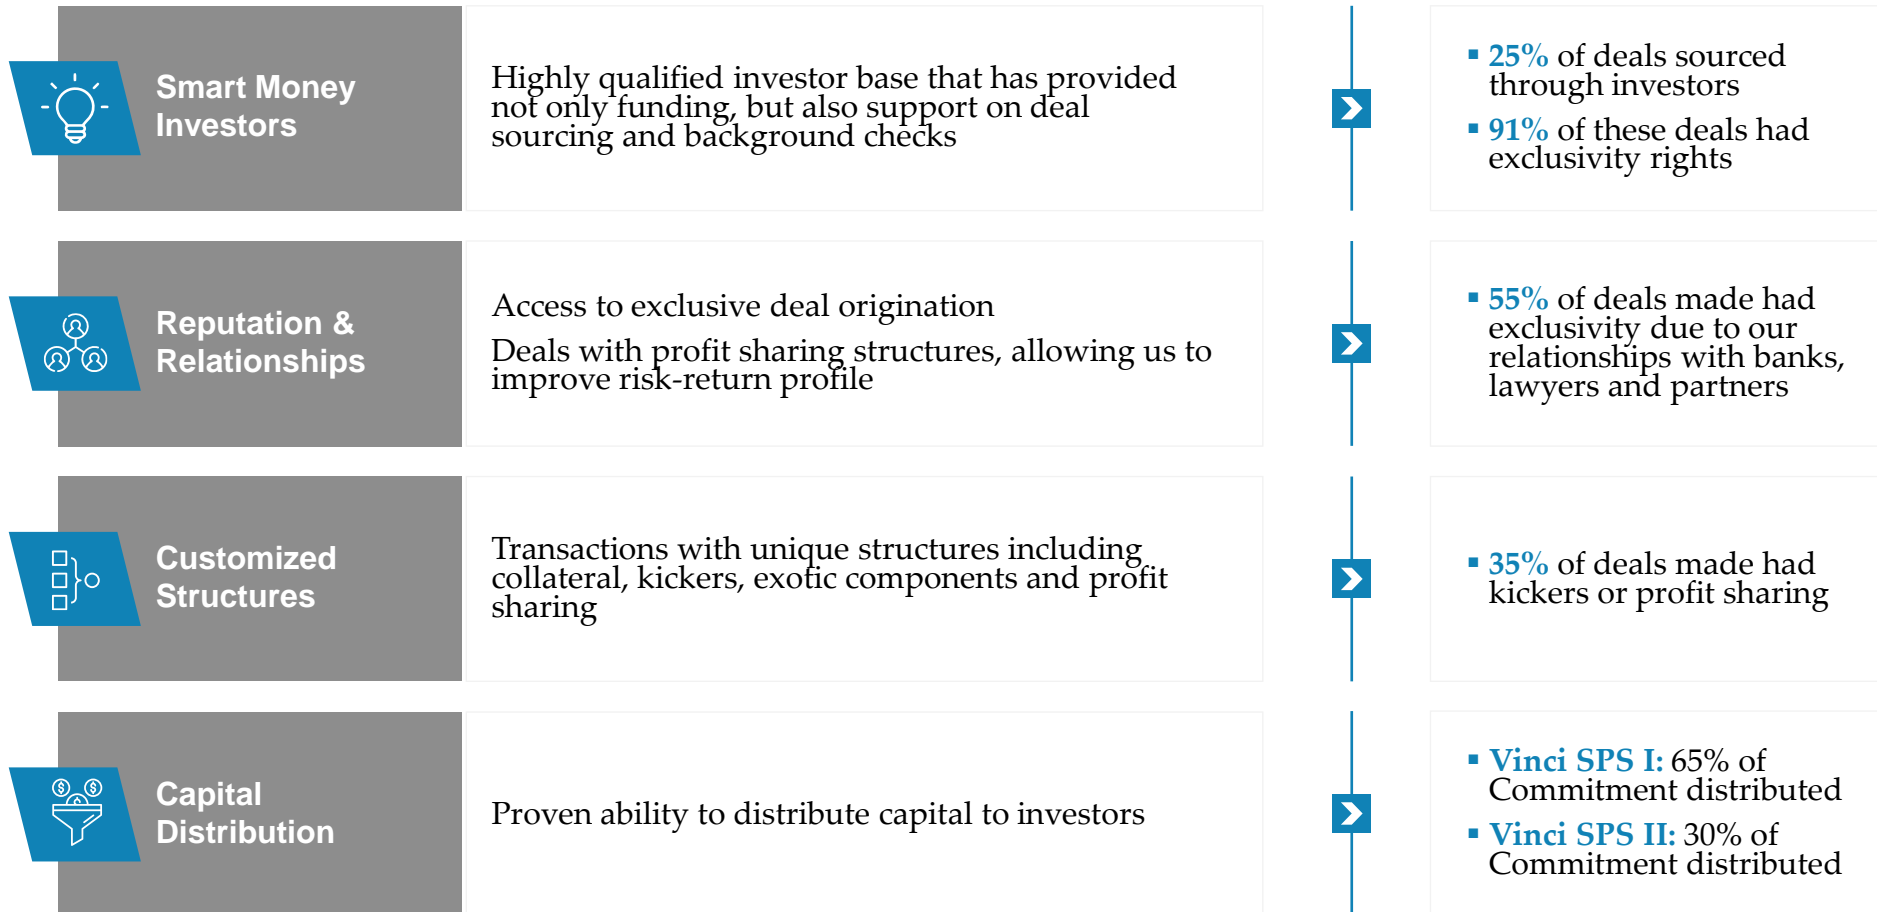 Smart Money
Investors
Highly qualified investor base that has provided
not only funding, but also support on deal
sourcing and background checks
▪ 25% of deals sourced
through investors
▪ 91% of these deals had
exclusivity rights
Reputation &
Relationships
Access to exclusive deal origination
Deals with profit sharing structures, allowing us to
improve risk-return profile
▪ 55% of deals made had
exclusivity due to our
relationships with banks,
lawyers and partners
Customized
Structures
Transactions with unique structures including
collateral, kickers, exotic components and profit
sharing
▪ 35% of deals made had
kickers or profit sharing
Capital
Distribution
Proven ability to distribute capital to investors
▪ Vinci SPS I: 65% of
Commitment distributed
▪ Vinci SPS II: 30% of
Commitment distributed